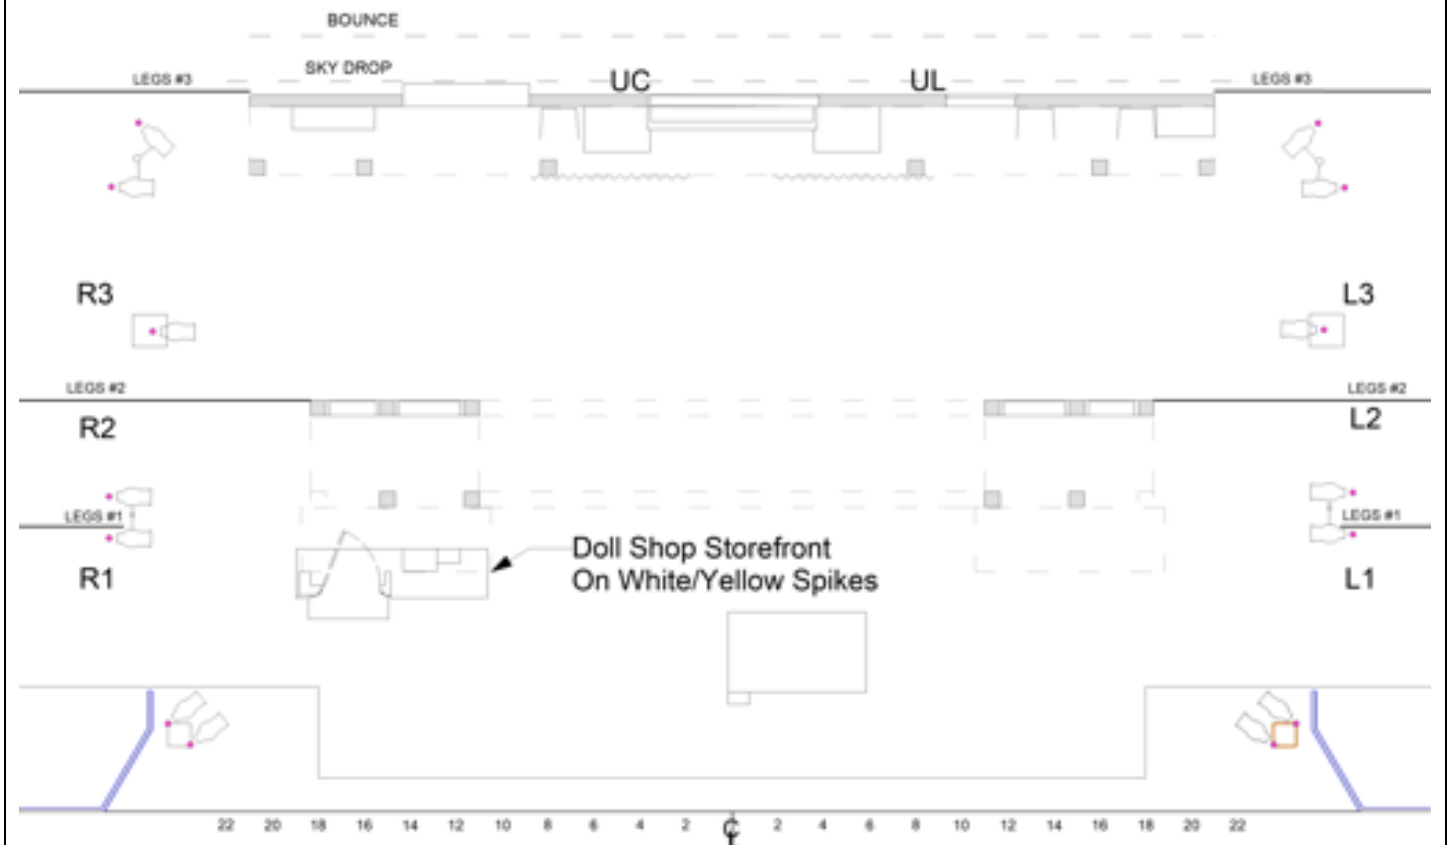 BOUNCE
SKY DROP
LEGS #3
UC
UL
LEGS #3
R3
L3
LEGS #2
LEGS #2
R2
L2
LEGS #1
LEGS #1
Doll Shop Storefront
On White/Yellow Spikes
R1
L1
22 20 18 16 14 12 10 8 6 4 2 ℄ 2 4 6 8 10 12 14 16 18 20 22